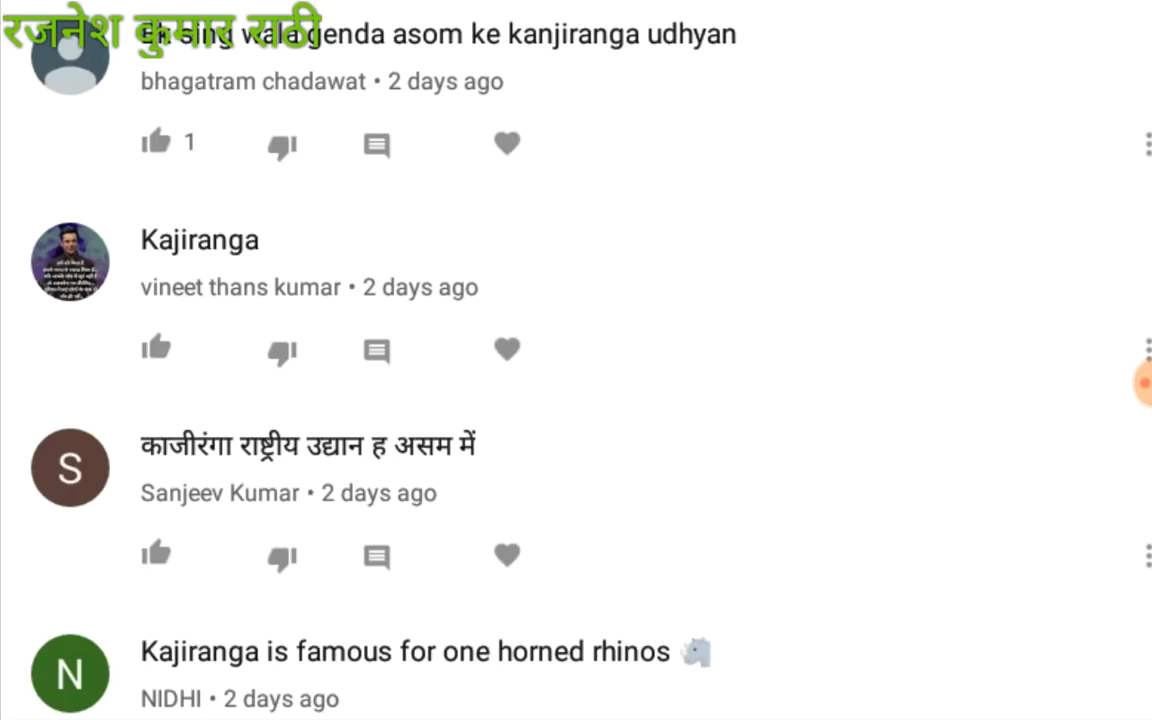 रजनेश कुमार राठी
Ek sing wala genda asom ke kanjiranga udhyan
bhagatram chadawat • 2 days ago
1
Kajiranga
vineet thans kumar • 2 days ago
काजीरंगा राष्ट्रीय उद्यान ह असम में
S
Sanjeev Kumar • 2 days ago
Kajiranga is famous for one horned rhinos
N
NIDHI • 2 days ago